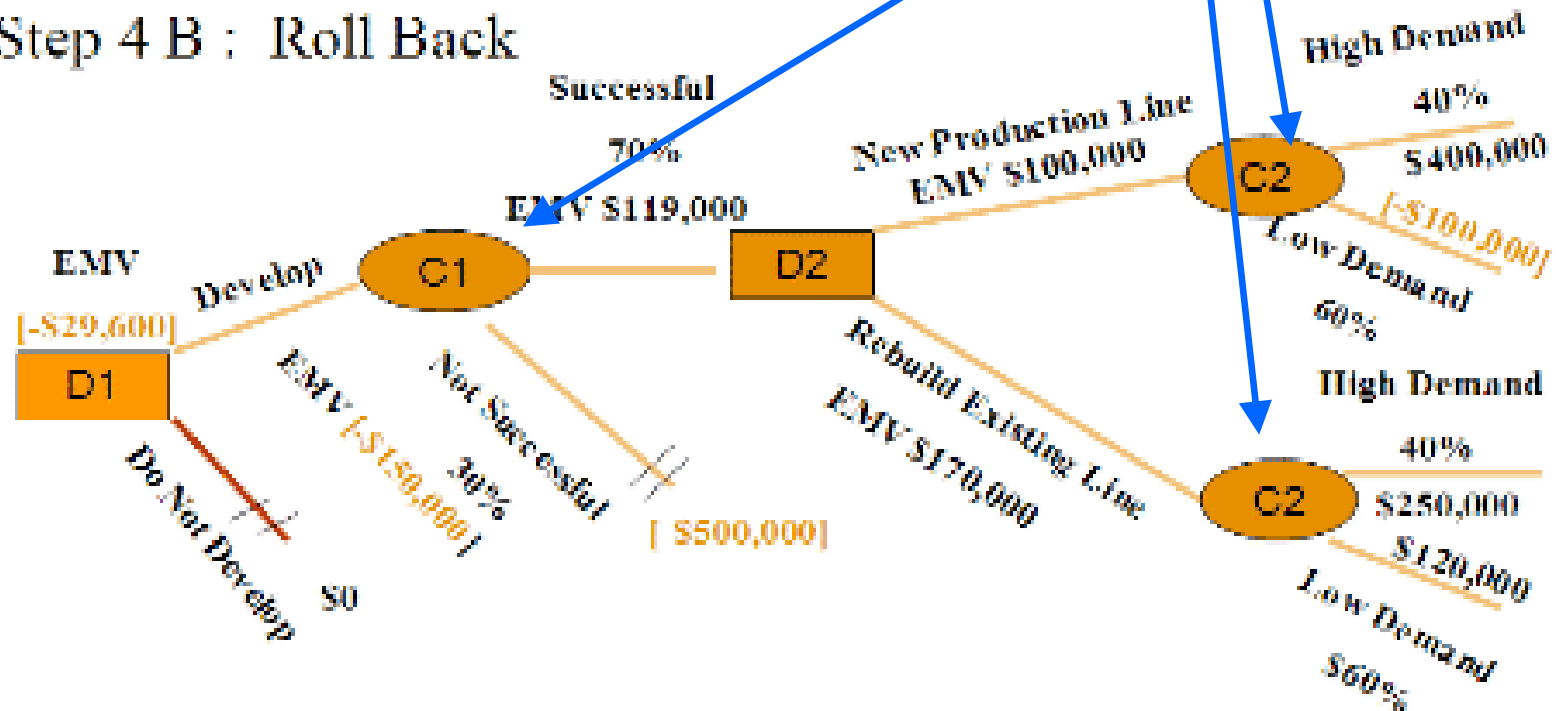 Step 4 B : Roll Back
Successful
70%
EMV $119,000
EMV
[-$29,600]
D1
Develop
C1
D2
New Production Line
EMV $100,000
C2
High Demand
40%
$400,000
[-$100,000]
Low Demand
60%
Rebuild Existing Line
EMV $170,000
C2
High Demand
40%
$250,000
$120,000
Low Demand
$60%
Not Successful
30%
EMV [-$150,000]
[ $500,000]
Do Not Develop
$0